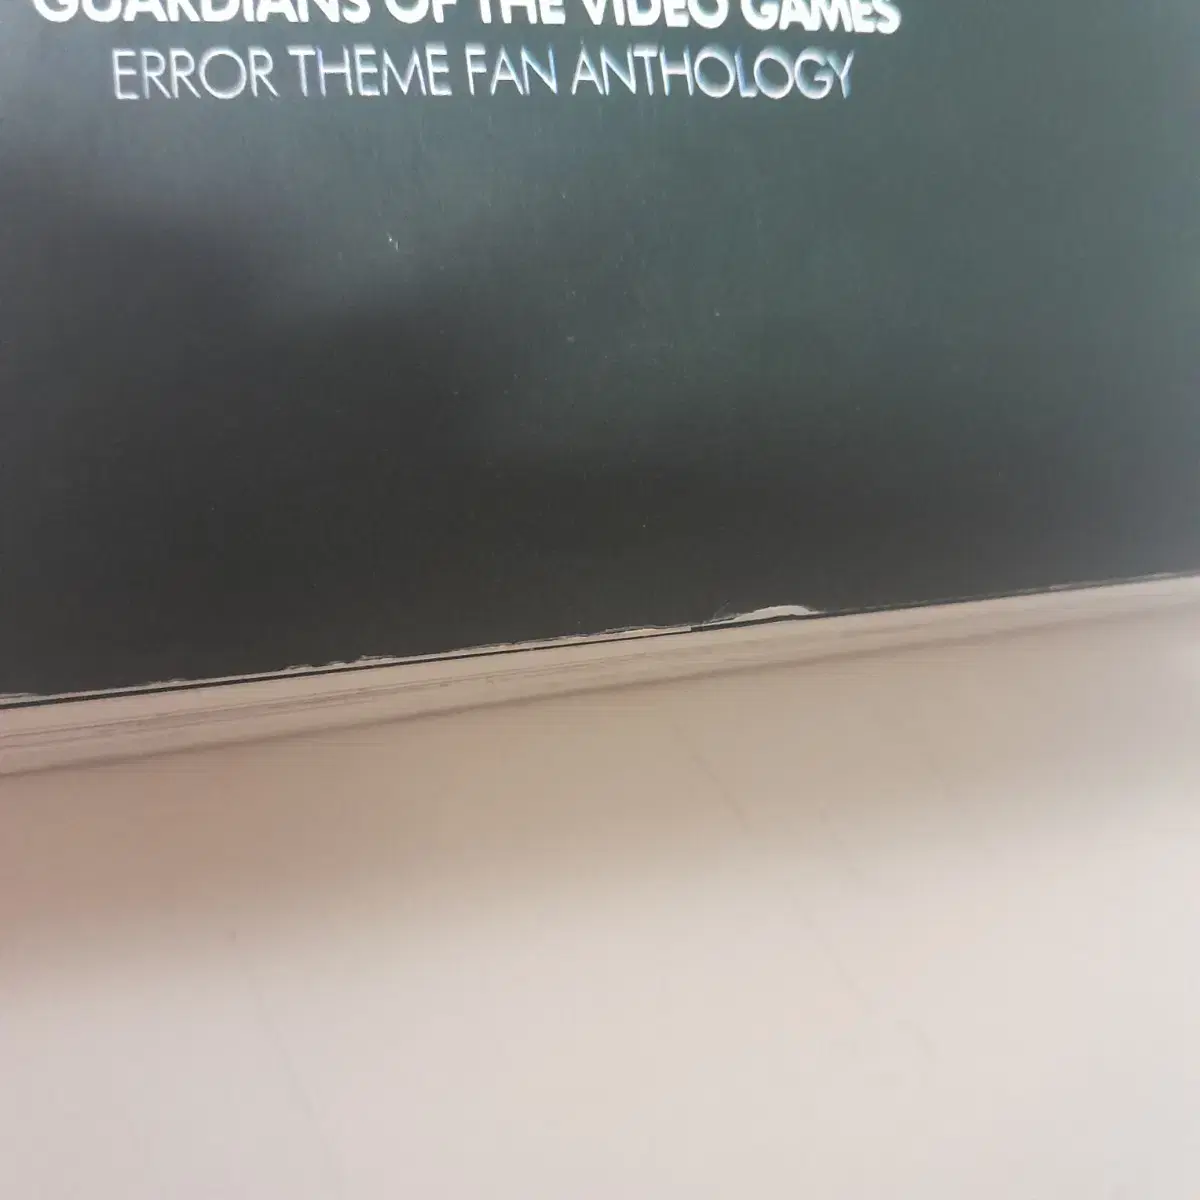 GUARDIANS OF THE VIDEO GAMES
ERROR THEME FAN ANTHOLOGY